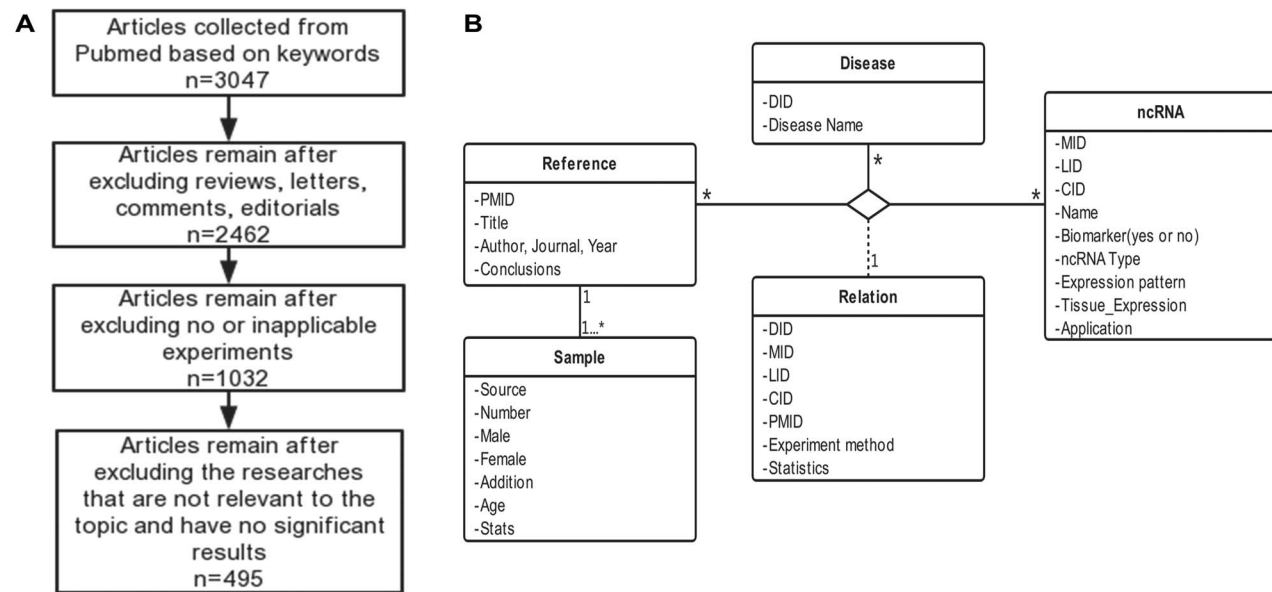 A
Articles collected from
Pubmed based on keywords
n=3047
Articles remain after
excluding reviews, letters,
comments, editorials
n=2462
Articles remain after
excluding no or inapplicable
experiments
n=1032
Articles remain after
excluding the researches
that are not relevant to the
topic and have no significant
results
n=495
B
Disease
-DID
-Disease Name
*
Reference
-PMID
-Title
-Author, Journal, Year
-Conclusions
*
1
1...*
Sample
-Source
-Number
-Male
-Female
-Addition
-Age
-Stats
1
Relation
-DID
-MID
-LID
-CID
-PMID
-Experiment method
-Statistics
*
ncRNA
-MID
-LID
-CID
-Name
-Biomarker(yes or no)
-ncRNA Type
-Expression pattern
-Tissue_Expression
-Application